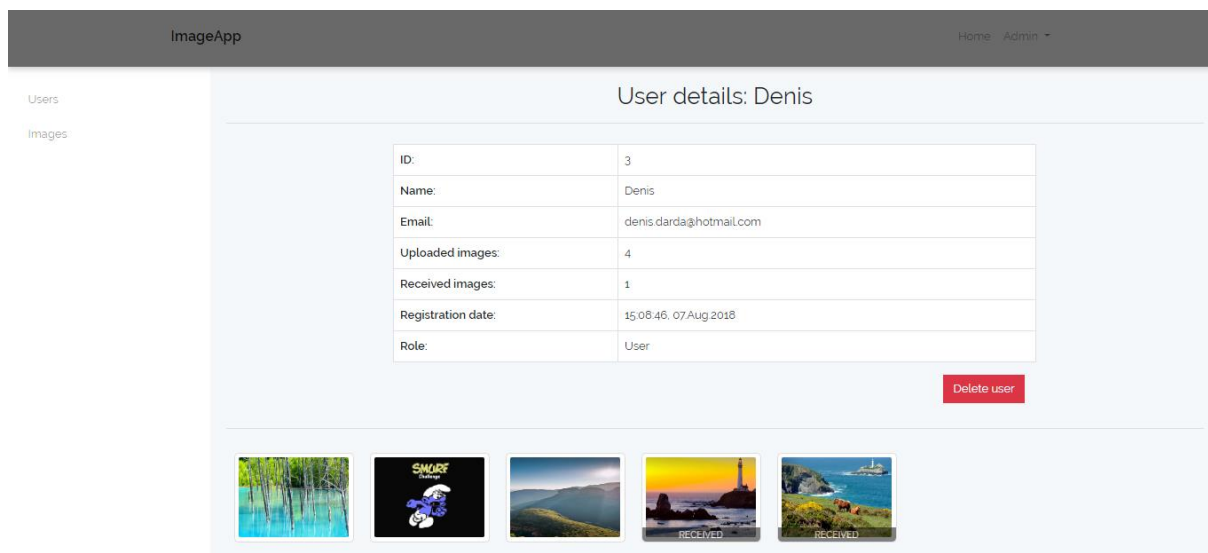 ImageApp
Home Admin
Users
Images
User details: Denis
ID: 3
Name: Denis
Email: denis.darda@hotmail.com
Uploaded images: 4
Received images: 1
Registration date: 15:08:46, 07.Aug.2018
Role: User
Delete user
SMURF
Challenge
RECEIVED
RECEIVED